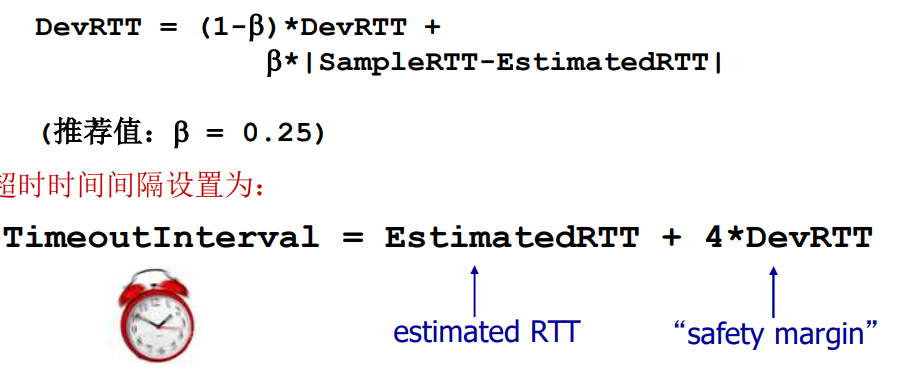 DevRTT = (1-β)*DevRTT +
β*|SampleRTT-EstimatedRTT|
(推荐值：β = 0.25)
超时时间间隔设置为：
TimeoutInterval = EstimatedRTT + 4*DevRTT
estimated RTT
“safety margin”